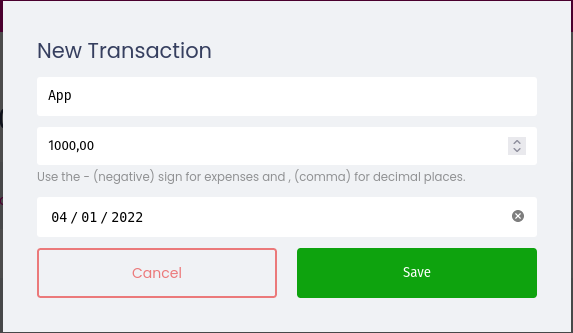 New Transaction
App
1000,00
Use the - (negative) sign for expenses and , (comma) for decimal places.
04 / 01 / 2022
Cancel
Save